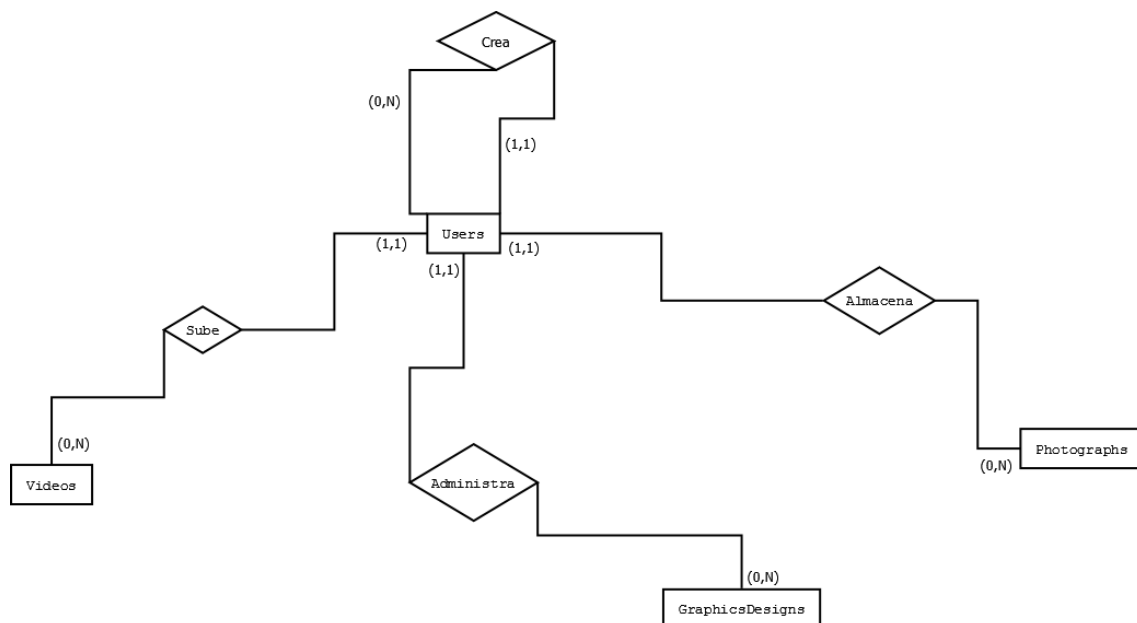 Crea
(0,N)
(1,1)
Users
(1,1)
(1,1)
(1,1)
Almacena
Sube
(0,N)
Photographs
(0,N)
Videos
Administra
(0,N)
GraphicsDesigns